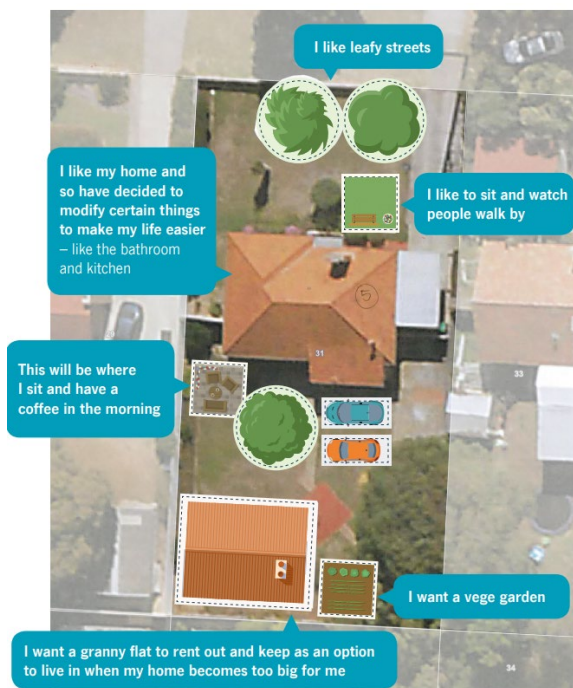 I like leafy streets
I like my home and
so have decided to
modify certain things
to make my life easier
– like the bathroom
and kitchen
I like to sit and watch
people walk by
5
31
33
This will be where
I sit and have a
coffee in the morning
I want a vege garden
I want a granny flat to rent out and keep as an option
to live in when my home becomes too big for me
34